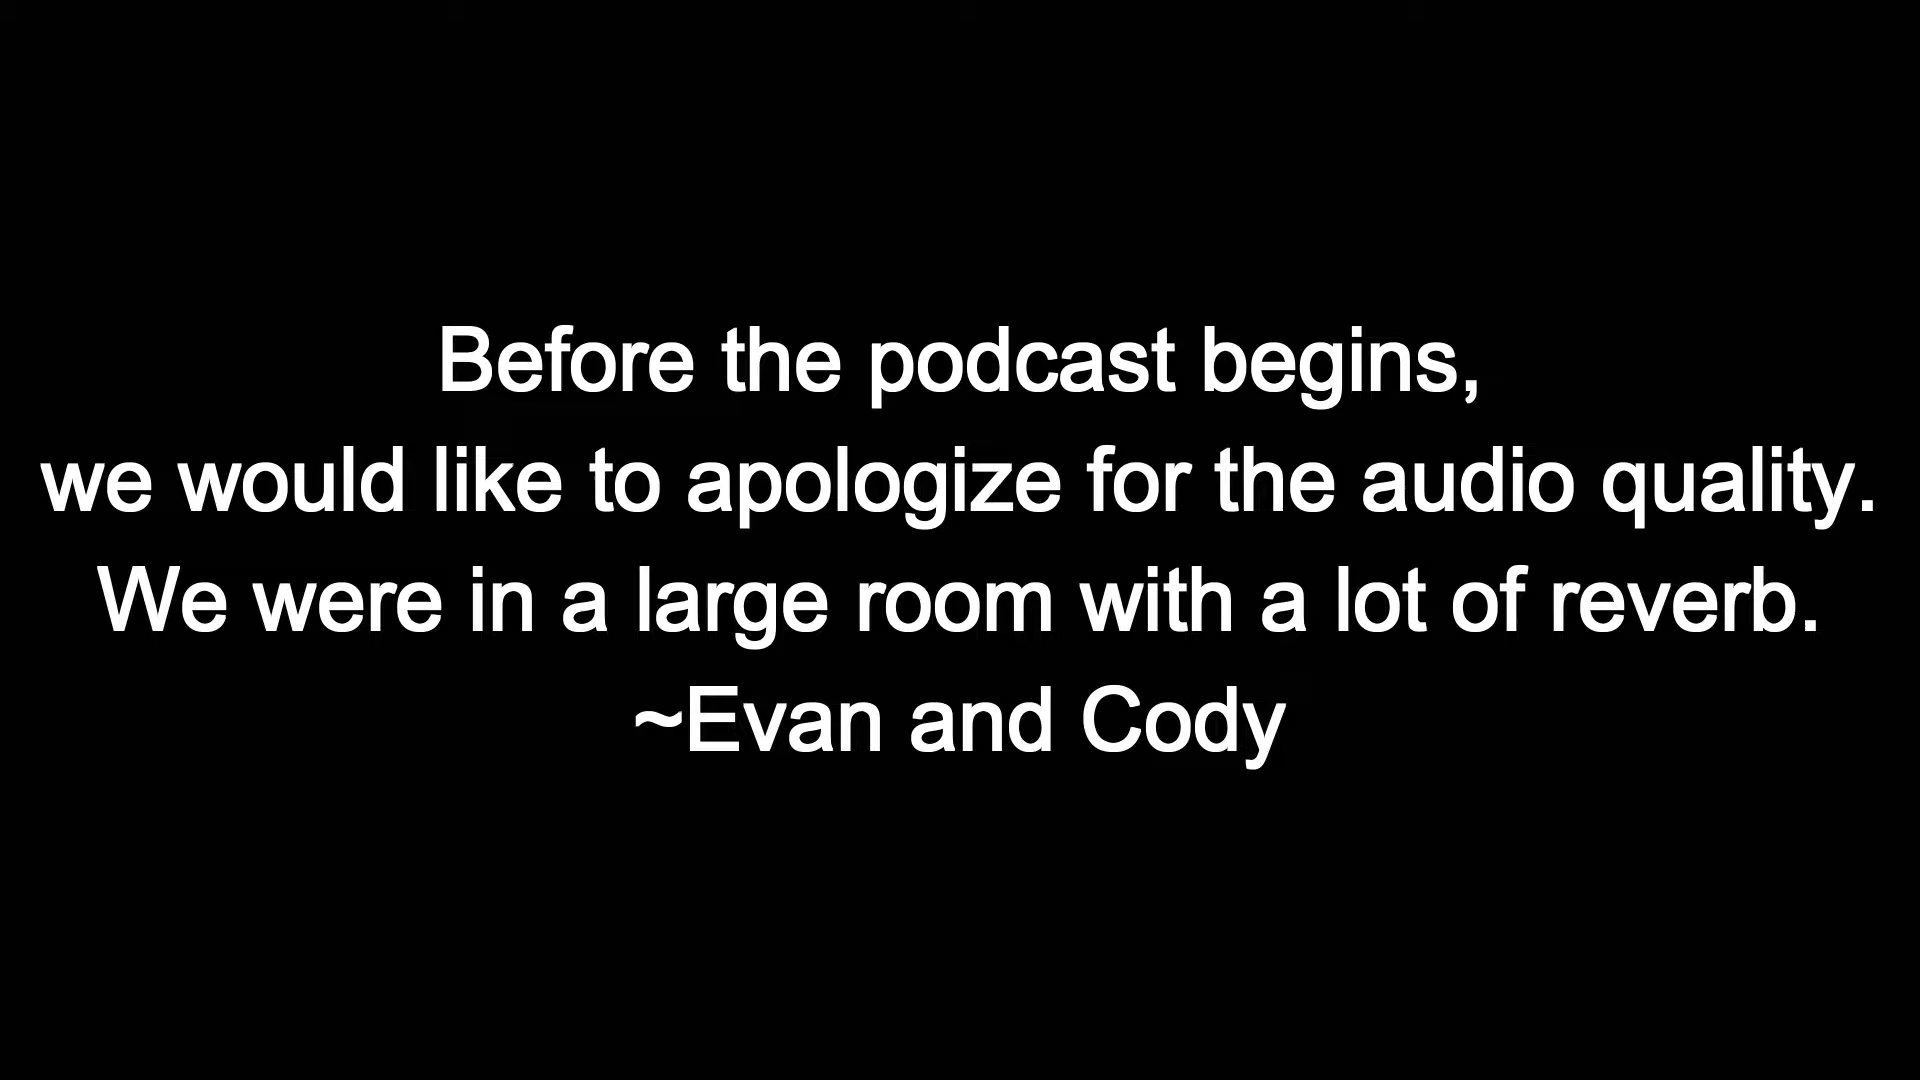 Before the podcast begins,
we would like to apologize for the audio quality.
We were in a large room with a lot of reverb.
~Evan and Cody